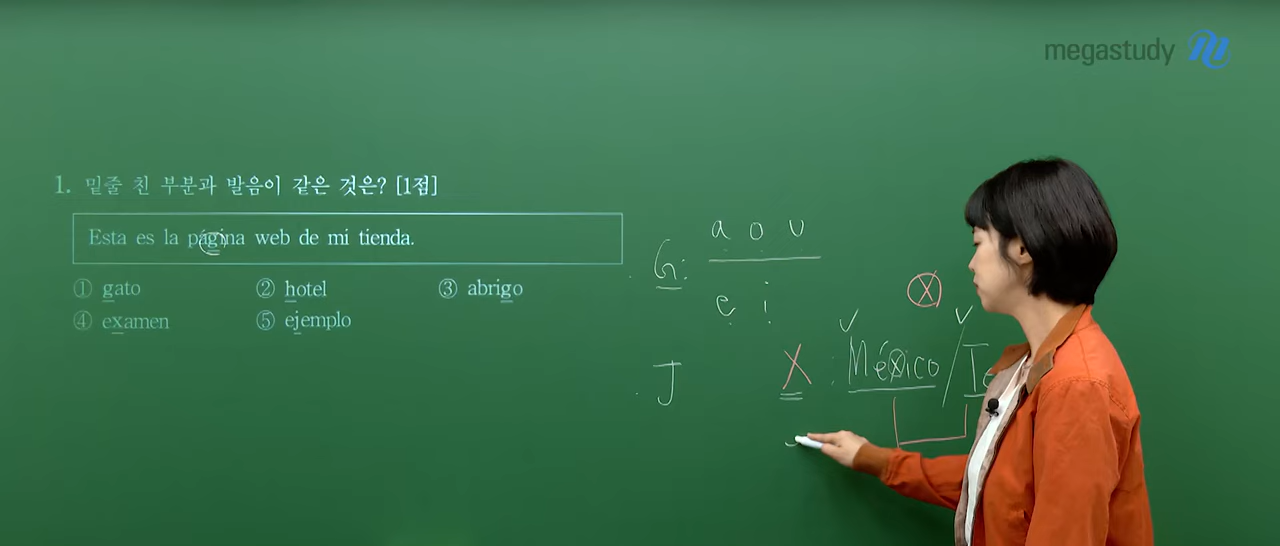 megastudy
1. 밑줄 친 부분과 발음이 같은 것은? [1점]
Esta es la página web de mi tienda.
① gato ② hotel ③ abrigo
④ examen ⑤ ejemplo
G: a o u
e i
X
X : México / Te
J